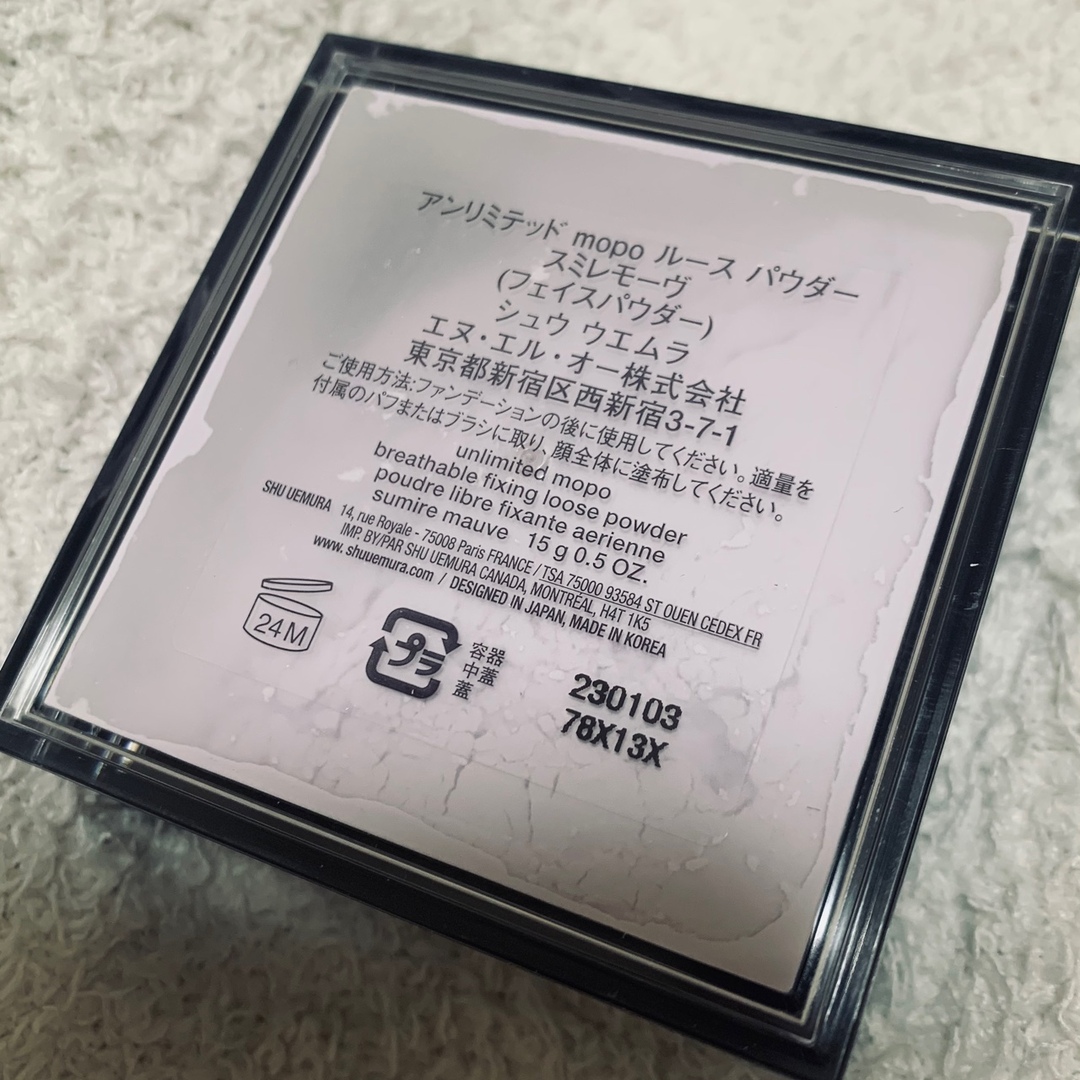 アンリミテッド mopo ルース パウダー
スミレモーヴ
(フェイスパウダー)
シュウ ウエムラ
エヌ・エル・オー株式会社
東京都新宿区西新宿3-7-1
ご使用方法:ファンデーションの後に使用してください。適量を
付属のパフまたはブラシに取り、顔全体に塗布してください。
unlimited mopo
breathable fixing loose powder
poudre libre fixante aerienne
sumire mauve 15 g 0.5 OZ.
SHU UEMURA 14, rue Royale - 75008 Paris FRANCE / TSA 75000 93584 ST OUEN CEDEX FR
IMP. BY/PAR SHU UEMURA CANADA, MONTRÉAL, H4T 1K5
www.shuuemura.com / DESIGNED IN JAPAN, MADE IN KOREA
24M
プラ
容器
中蓋
蓋
230103
78X13X